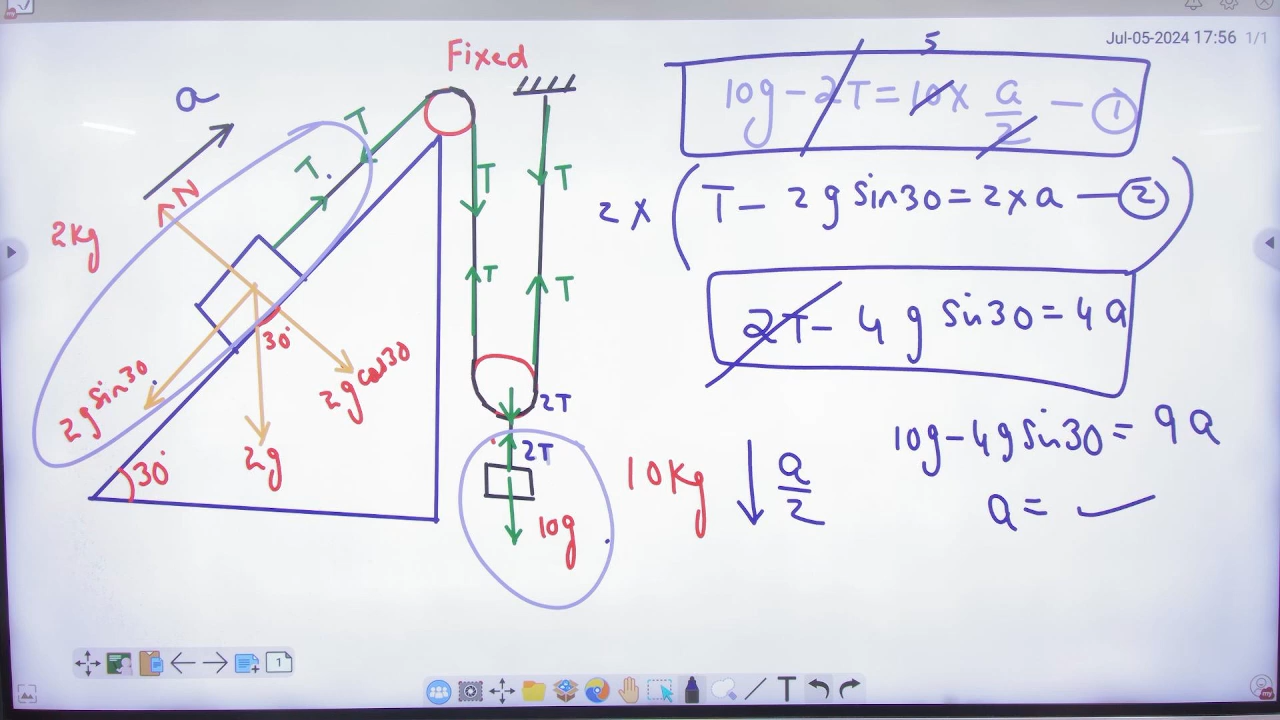 Jul-05-2024 17:56 1/1
Fixed
a
T
T
N
2kg
30°
2g sin30
2g cos30
2g
30°
T
T
T
T
2T
2T
10g
10kg
a/2
5
10g - 2T = 10 x a/2 — 1
2 x ( T - 2g sin30 = 2 x a — 2 )
2T - 4g sin30 = 4a
10g - 4g sin30 = 9a
a =
1
T